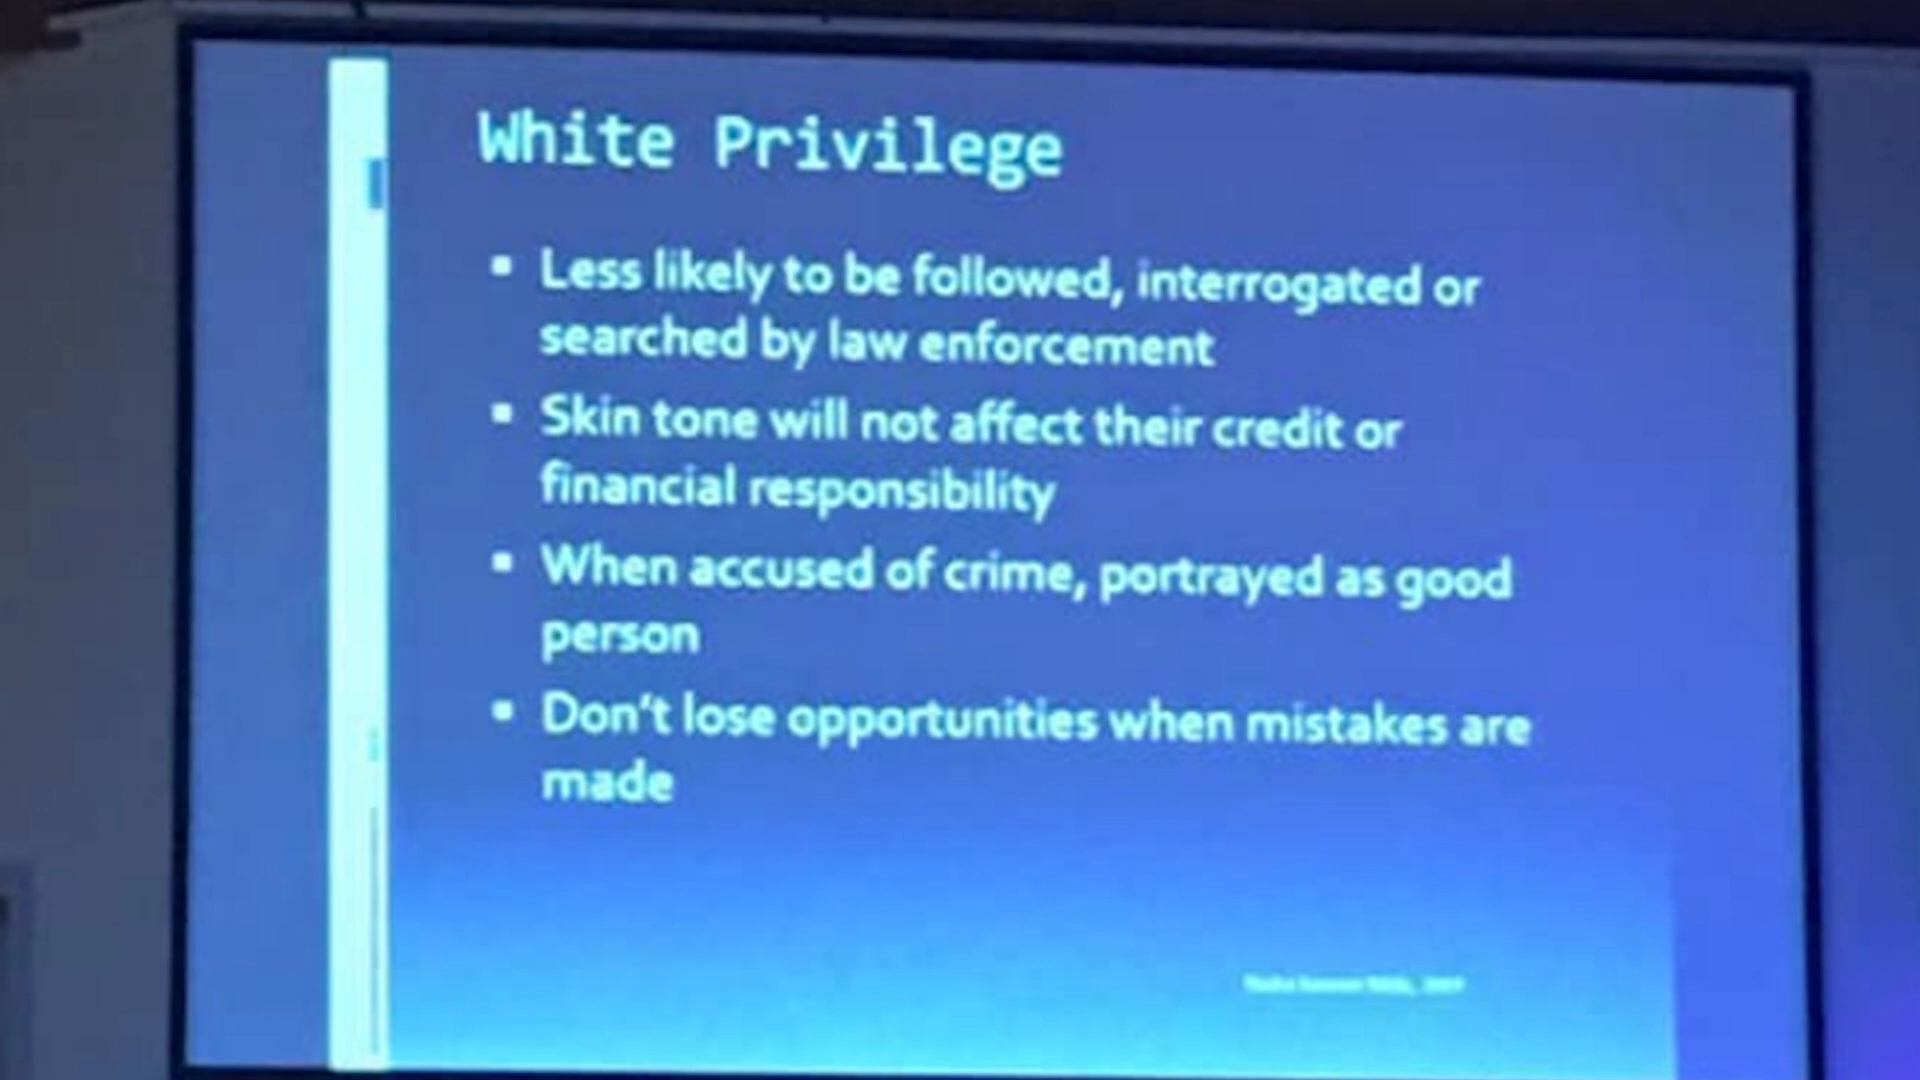 White Privilege
▪ Less likely to be followed, interrogated or
searched by law enforcement
▪ Skin tone will not affect their credit or
financial responsibility
▪ When accused of crime, portrayed as good
person
▪ Don't lose opportunities when mistakes are
made